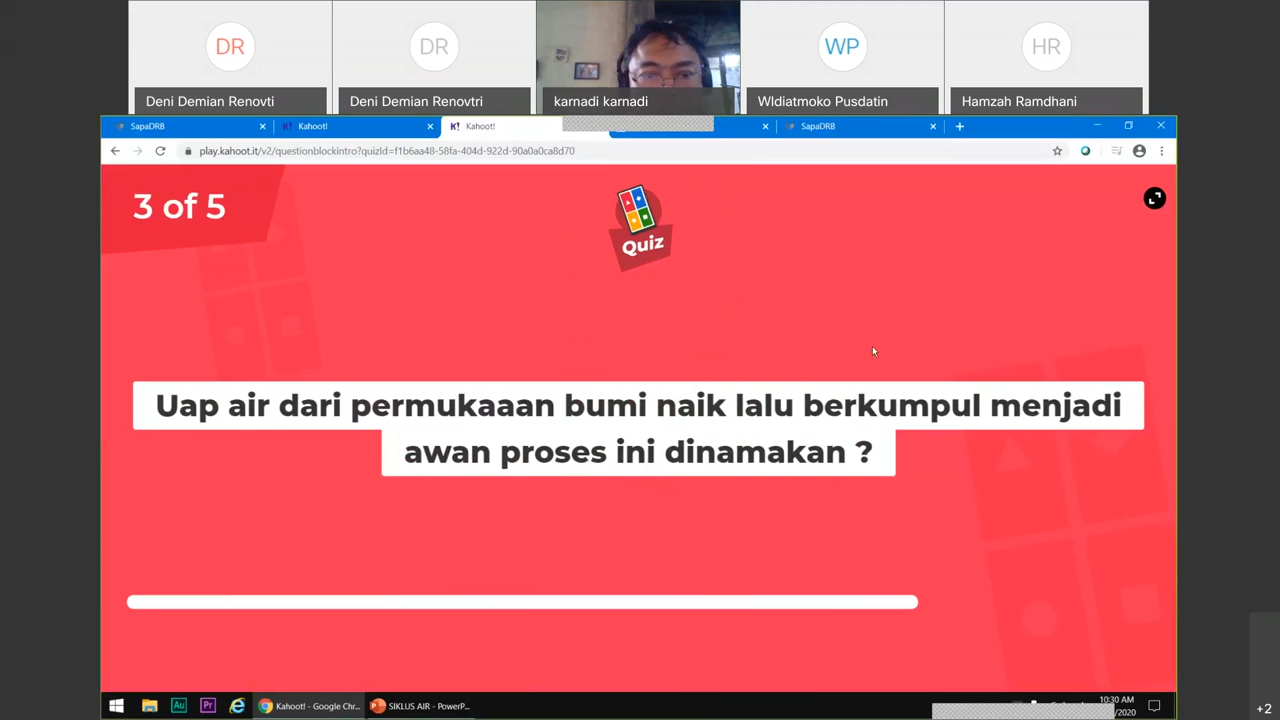 DR
DR
WP
HR
Deni Demian Renovti
Deni Demian Renovtri
karnadi karnadi
WIdiatmoko Pusdatin
Hamzah Ramdhani
SapaDRB
Kahoot!
Kahoot!
SapaDRB
play.kahoot.it/v2/questionblockintro?quizId=f1b6aa48-58fa-404d-922d-90a0a0ca8d70
3 of 5
Quiz
Uap air dari permukaaan bumi naik lalu berkumpul menjadi
awan proses ini dinamakan ?
Au
Pr
Kahoot! - Google Chr...
SIKLUS AIR - PowerP...
10:30 AM
/2020
+2